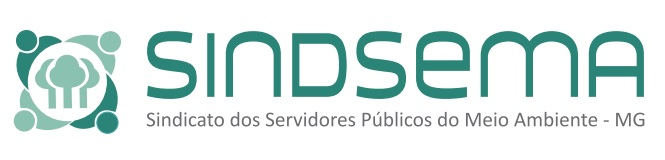 SINDSEMA
Sindicato dos Servidores Públicos do Meio Ambiente - MG